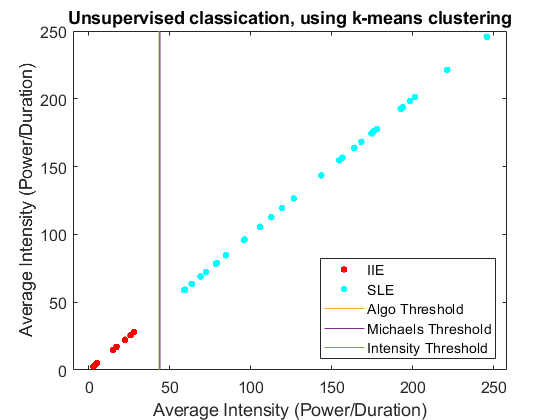 Unsupervised classication, using k-means clustering
250
200
150
100
50
0
Average Intensity (Power/Duration)
0
50
100
150
200
250
Average Intensity (Power/Duration)
IIE
SLE
Algo Threshold
Michaels Threshold
Intensity Threshold